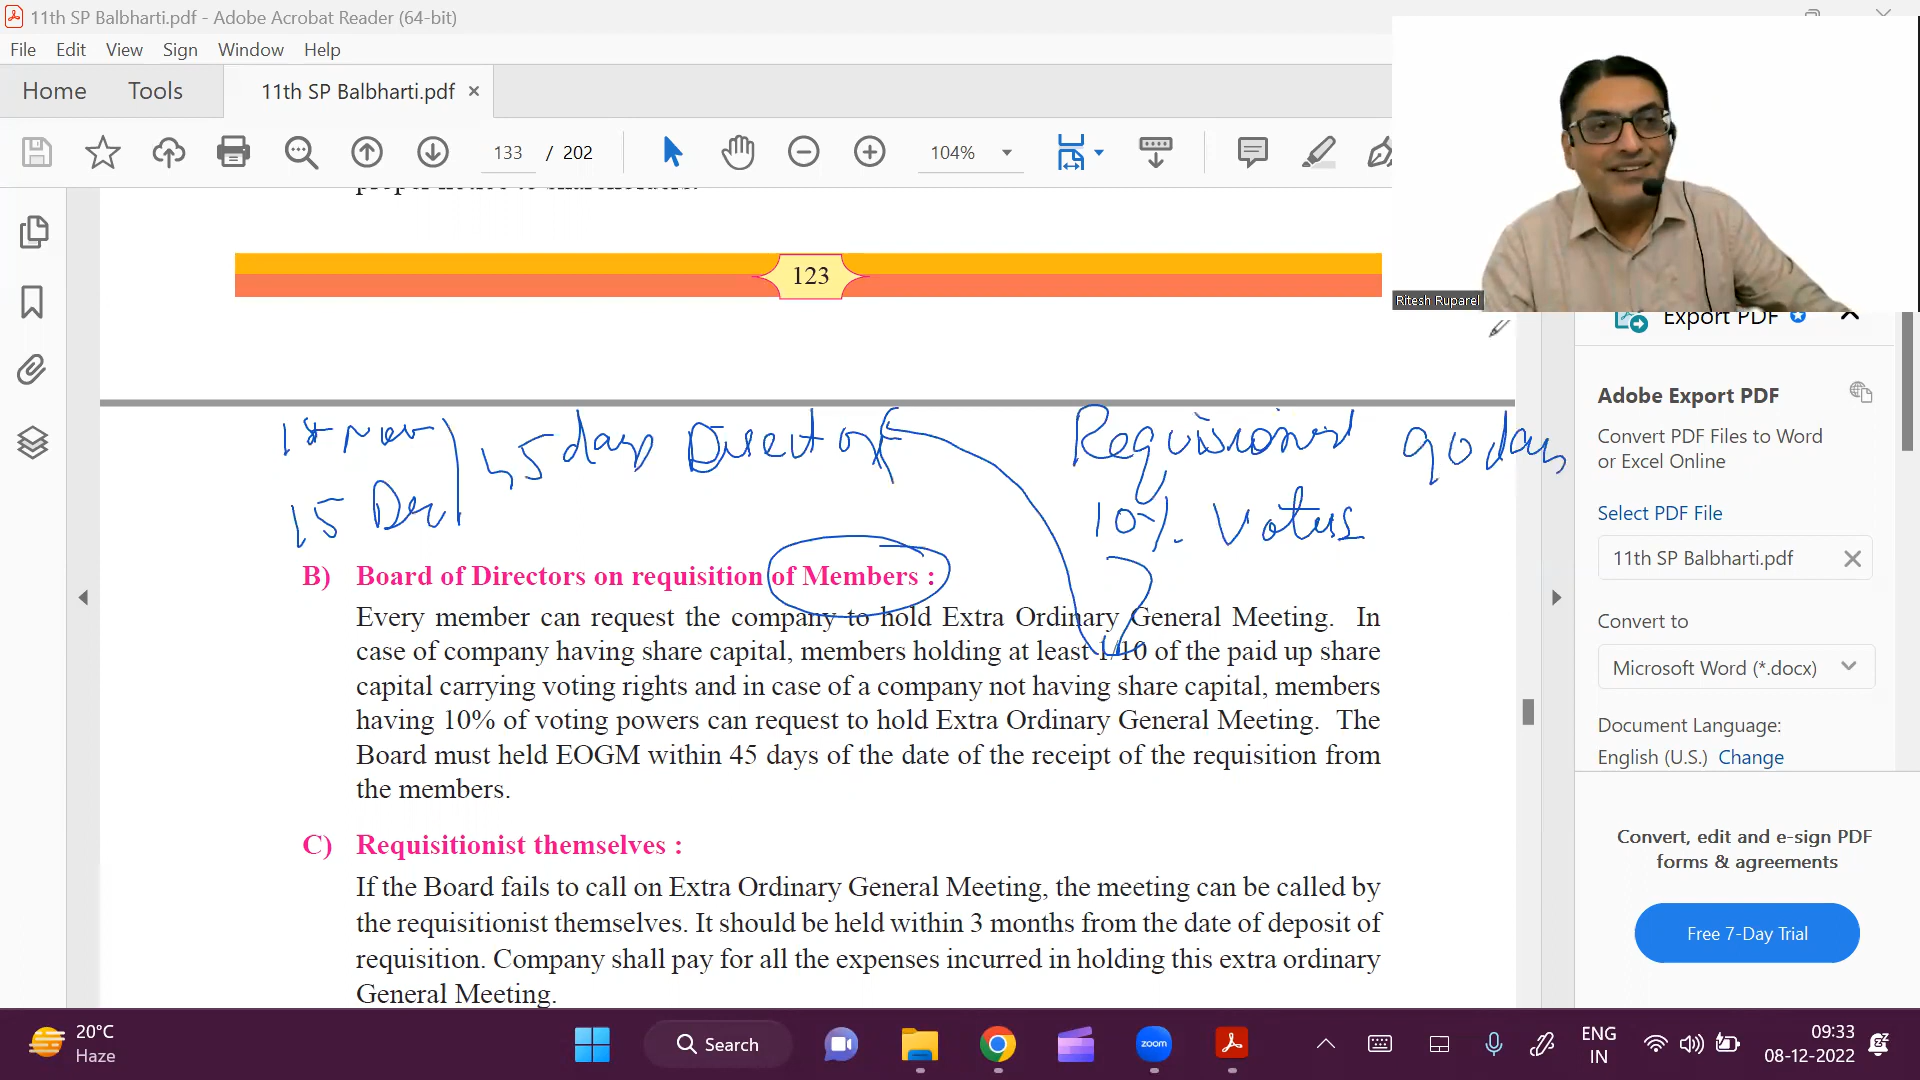 11th SP Balbharti.pdf - Adobe Acrobat Reader (64-bit)
File Edit View Sign Window Help
Home Tools 11th SP Balbharti.pdf ×
133 / 202 104%
proper notice to shareholders.
123
Ritesh Ruparel
1st Nov 45 days Director Requisionist 90 days
15 Dec 10%. Votes
B) Board of Directors on requisition of Members :
Every member can request the company to hold Extra Ordinary General Meeting. In
case of company having share capital, members holding at least 1/10 of the paid up share
capital carrying voting rights and in case of a company not having share capital, members
having 10% of voting powers can request to hold Extra Ordinary General Meeting. The
Board must held EOGM within 45 days of the date of the receipt of the requisition from
the members.
C) Requisitionist themselves :
If the Board fails to call on Extra Ordinary General Meeting, the meeting can be called by
the requisitionist themselves. It should be held within 3 months from the date of deposit of
requisition. Company shall pay for all the expenses incurred in holding this extra ordinary
General Meeting.
Export PDF
Adobe Export PDF
Convert PDF Files to Word
or Excel Online
Select PDF File
11th SP Balbharti.pdf
Convert to
Microsoft Word (*.docx)
Document Language:
English (U.S.) Change
Convert, edit and e-sign PDF
forms & agreements
Free 7-Day Trial
20°C
Haze
Search
zoom
ENG
IN
09:33
08-12-2022